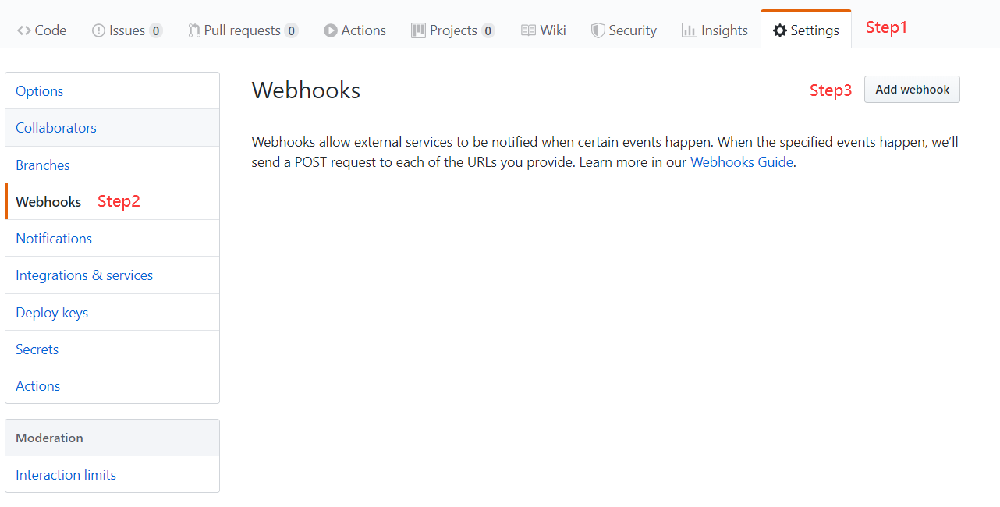 Code Issues 0 Pull requests 0 Actions Projects 0 Wiki Security Insights Settings Step1
Options
Collaborators
Branches
Webhooks Step2
Notifications
Integrations & services
Deploy keys
Secrets
Actions
Moderation
Interaction limits
Webhooks Step3 Add webhook
Webhooks allow external services to be notified when certain events happen. When the specified events happen, we’ll
send a POST request to each of the URLs you provide. Learn more in our Webhooks Guide.